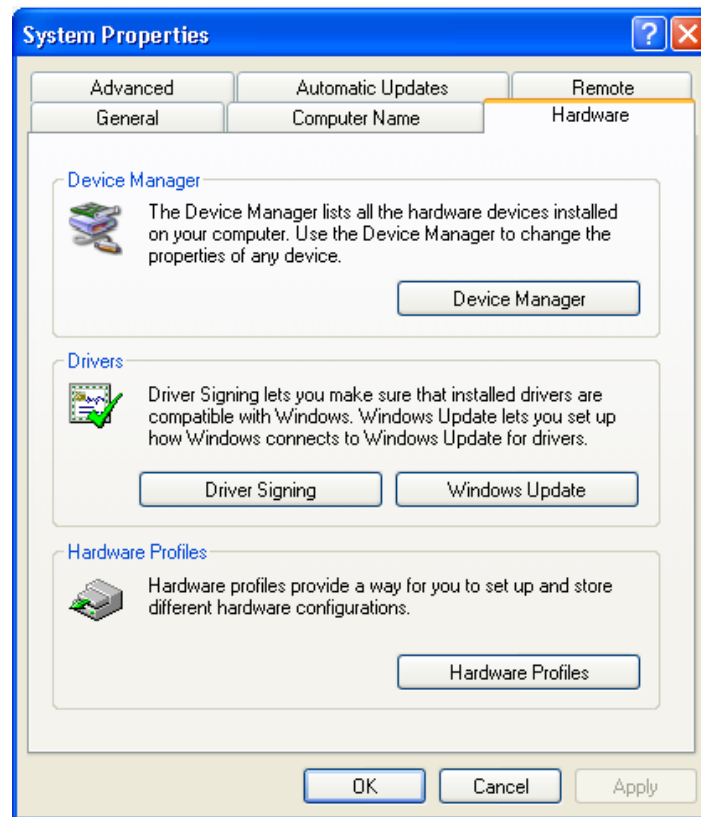 System Properties
Advanced
Automatic Updates
Remote
General
Computer Name
Hardware
Device Manager
The Device Manager lists all the hardware devices installed
on your computer. Use the Device Manager to change the
properties of any device.
Device Manager
Drivers
Driver Signing lets you make sure that installed drivers are
compatible with Windows. Windows Update lets you set up
how Windows connects to Windows Update for drivers.
Driver Signing
Windows Update
Hardware Profiles
Hardware profiles provide a way for you to set up and store
different hardware configurations.
Hardware Profiles
OK
Cancel
Apply